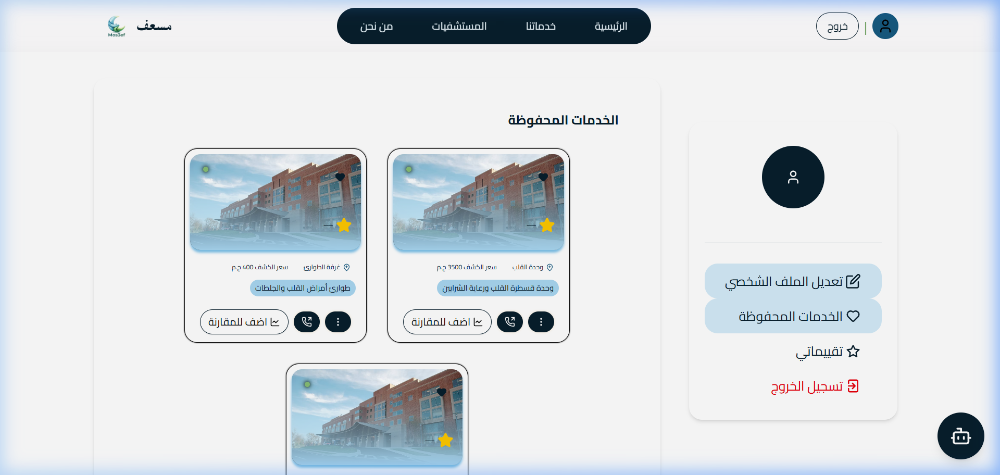 خروج
الرئيسية
خدماتنا
المستشفيات
من نحن
مسعف
Mos3ef
تعديل الملف الشخصي
الخدمات المحفوظة
تقييماتي
تسجيل الخروج
الخدمات المحفوظة
وحدة القلب سعر الكشف 3500 ج.م
وحدة قسطرة القلب ورعاية الشرايين
اضف للمقارنة
غرفة الطوارئ سعر الكشف 400 ج.م
طوارئ أمراض القلب والجلطات
اضف للمقارنة